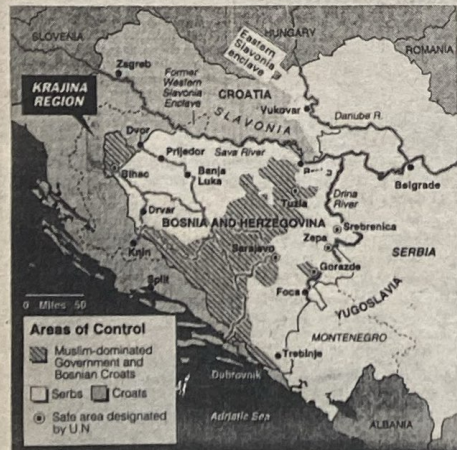 SLOVENIA
HUNGARY
ROMANIA
Eastern
Slavonia
enclave
Zagreb
Former
Western
Slavonia
Enclave
CROATIA
KRAJINA
REGION
SLAVONIA
Vukovar
Danube R.
Dvor
Prijedor
Sava River
Bihac
Banja
Luka
Belgrade
Tuzla
Drina
River
Drvar
BOSNIA AND HERZEGOVINA
Srebrenica
Zepa
Knin
Sarajevo
SERBIA
Gorazde
Split
Foca
YUGOSLAVIA
0 Miles 50
MONTENEGRO
Areas of Control
Muslim-dominated
Government and
Bosnian Croats
Serbs
Croats
Safe area designated
by U.N.
Trebinje
Dubrovnik
Adriatic Sea
ALBANIA